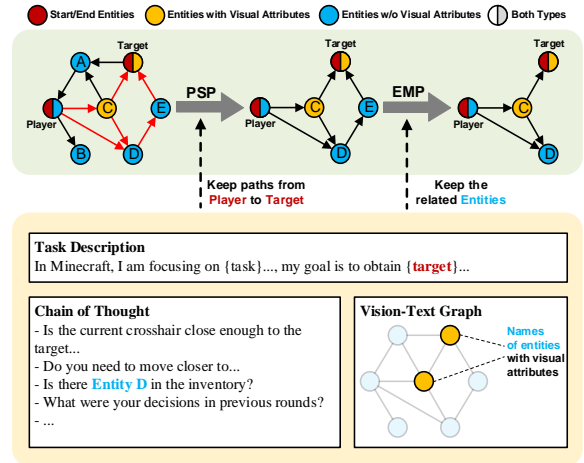 Start/End Entities Entities with Visual Attributes Entities w/o Visual Attributes Both Types
Target
A
C
E
Player
B
D
PSP
Target
C
E
Player
D
EMP
Target
C
Player
D
Keep paths from
Player to Target
Keep the
related Entities
Task Description
In Minecraft, I am focusing on {task}..., my goal is to obtain {target}...
Chain of Thought
- Is the current crosshair close enough to the
target...
- Do you need to move closer to...
- Is there Entity D in the inventory?
- What were your decisions in previous rounds?
- ...
Vision-Text Graph
Names
of entities
with visual
attributes